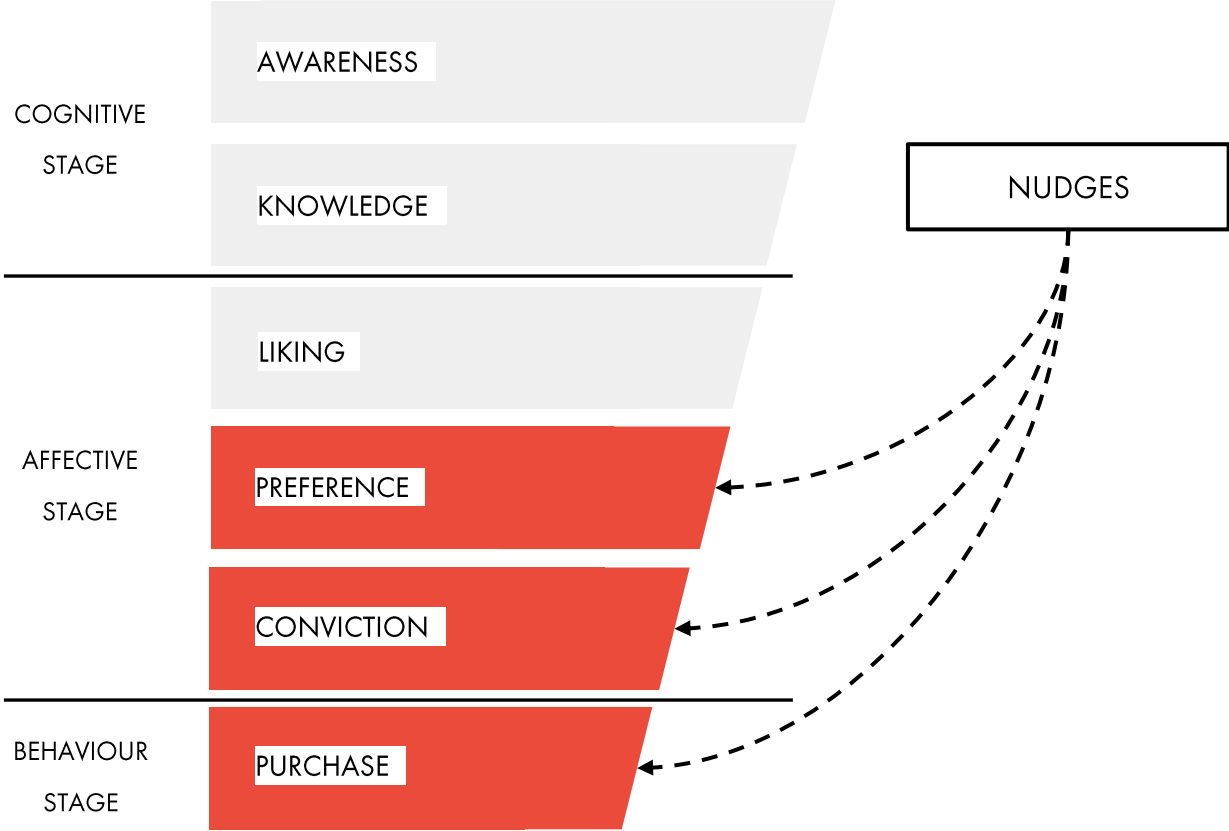 AWARENESS
COGNITIVE
STAGE
KNOWLEDGE
NUDGES
LIKING
AFFECTIVE
STAGE
PREFERENCE
CONVICTION
BEHAVIOUR
STAGE
PURCHASE